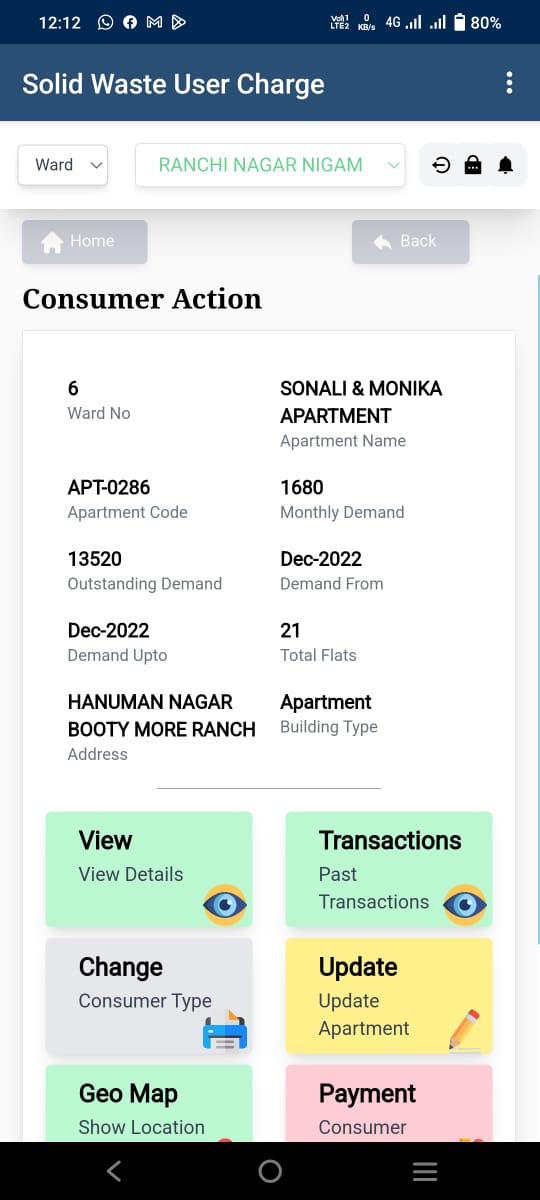 12:12 Vo)) 1 LTE2 0 KB/s 4G 80%
Solid Waste User Charge
Ward RANCHI NAGAR NIGAM
Home Back
Consumer Action
6
Ward No
SONALI & MONIKA
APARTMENT
Apartment Name
APT-0286
Apartment Code
1680
Monthly Demand
13520
Outstanding Demand
Dec-2022
Demand From
Dec-2022
Demand Upto
21
Total Flats
HANUMAN NAGAR
BOOTY MORE RANCH
Address
Apartment
Building Type
View
View Details
Transactions
Past
Transactions
Change
Consumer Type
Update
Update
Apartment
Geo Map
Show Location
Payment
Consumer